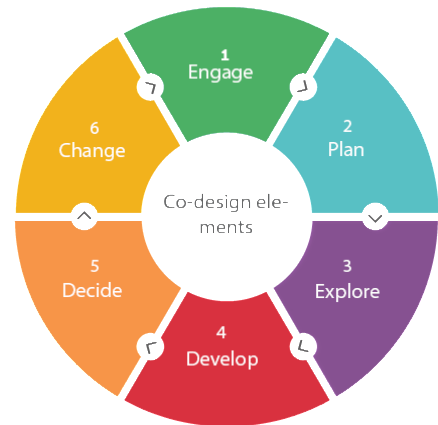 1
Engage
2
Plan
3
Explore
4
Develop
5
Decide
6
Change
Co-design ele-
ments